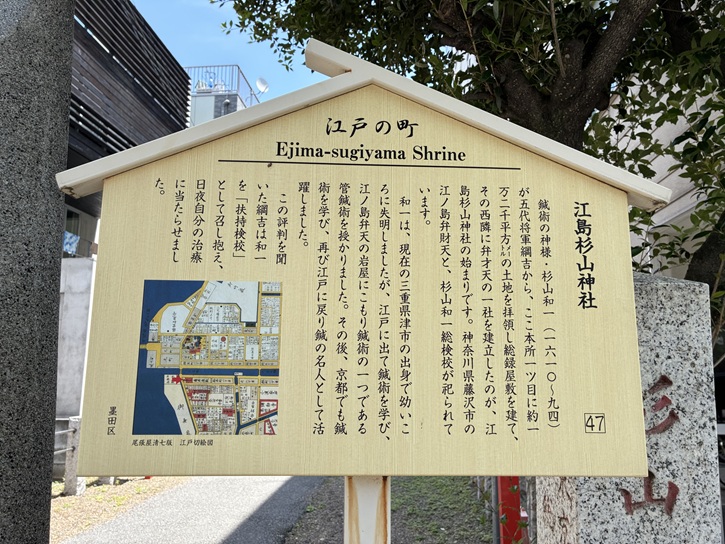 江戸の町
Ejima-sugiyama Shrine
江島杉山神社
鍼術の神様・杉山和一（一六一〇～九四）
が五代将軍綱吉から、ここ本所一ツ目に約一
万二千平方メートルの土地を拝領し総録屋敷を建て、
その西隣に弁才天の一社を建立したのが、江
島杉山神社の始まりです。神奈川県藤沢市の
江ノ島弁財天と、杉山和一総検校が祀られて
います。
和一は、現在の三重県津市の出身で幼いこ
ろに失明しましたが、江戸に出て鍼術を学び、
江ノ島弁天の岩屋にこもり鍼術の一つである
管鍼術を授かりました。その後、京都でも鍼
術を学び、再び江戸に戻り鍼の名人として活
躍しました。
この評判を聞
いた綱吉は和一
を「扶持検校」
として召し抱え、
日夜自分の治療
に当たらせまし
た。
47
尾張屋清七版　江戸切絵図
墨田区
杉山